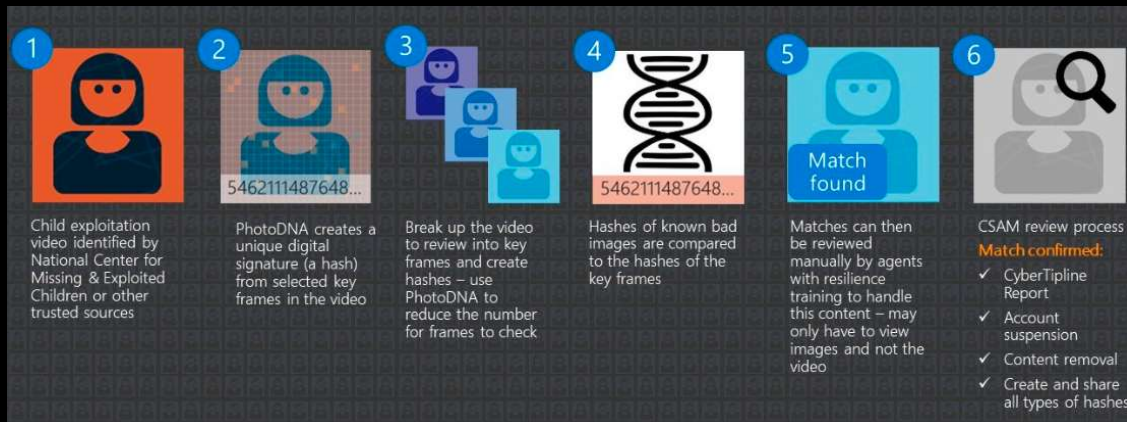 1
Child exploitation
video identified by
National Center for
Missing & Exploited
Children or other
trusted sources
2
5462111487648...
PhotoDNA creates a
unique digital
signature (a hash)
from selected key
frames in the video
3
Break up the video
to review into key
frames and create
hashes – use
PhotoDNA to
reduce the number
for frames to check
4
5462111487648...
Hashes of known bad
images are compared
to the hashes of the
key frames
5
Match
found
Matches can then
be reviewed
manually by agents
with resilience
training to handle
this content – may
only have to view
images and not the
video
6
CSAM review process
Match confirmed:
✓ CyberTipline
Report
✓ Account
suspension
✓ Content removal
✓ Create and share
all types of hashes